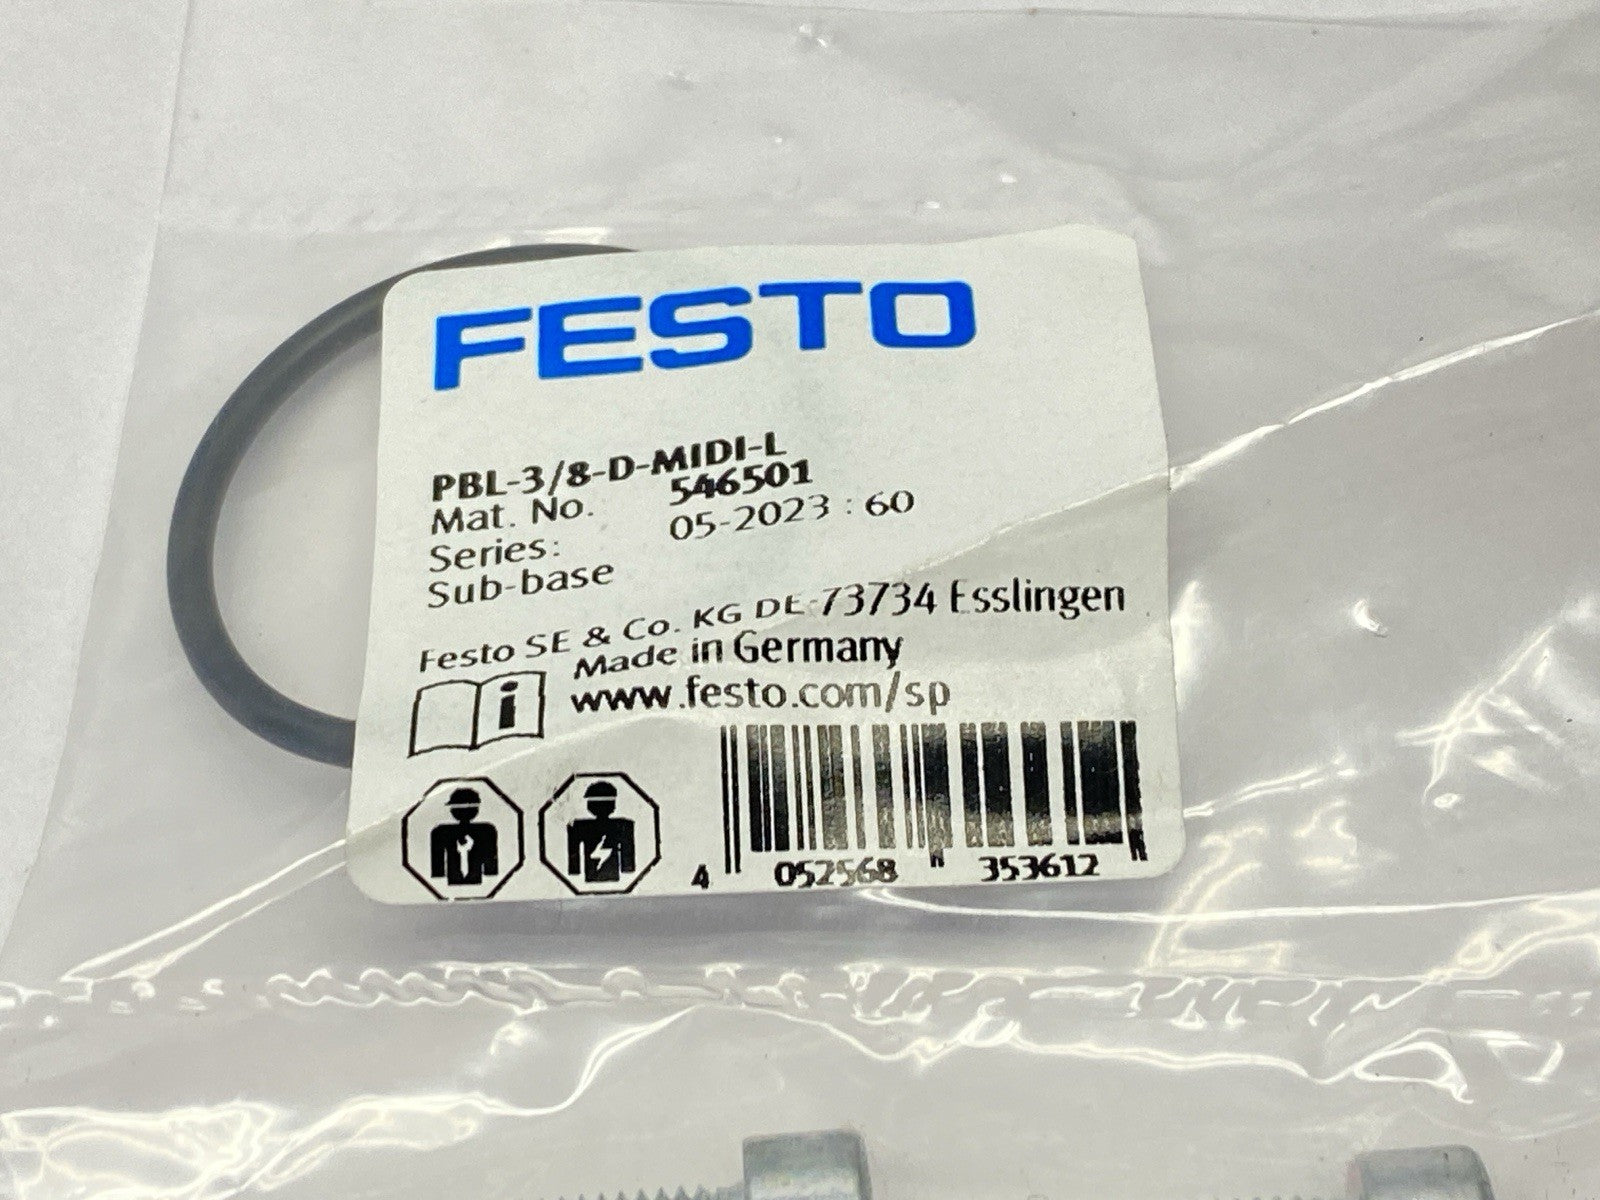 FESTO
PBL-3/8-D-MIDI-L
Mat. No. 546501
Series: 05-2023 : 60
Sub-base
Festo SE & Co. KG DE-73734 Esslingen
Made in Germany
www.festo.com/sp
4 052568 353612